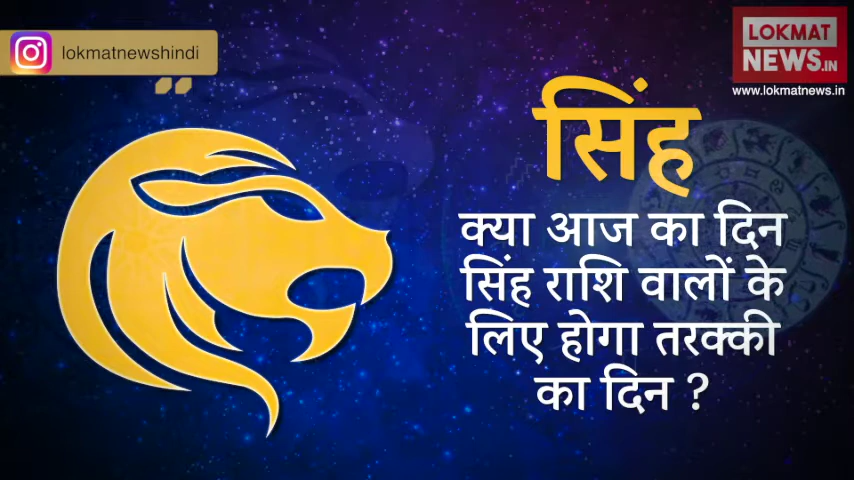 lokmatnewshindi
LOKMAT
NEWS.IN
www.lokmatnews.in
सिंह
क्या आज का दिन
सिंह राशि वालों के
लिए होगा तरक्की
का दिन ?